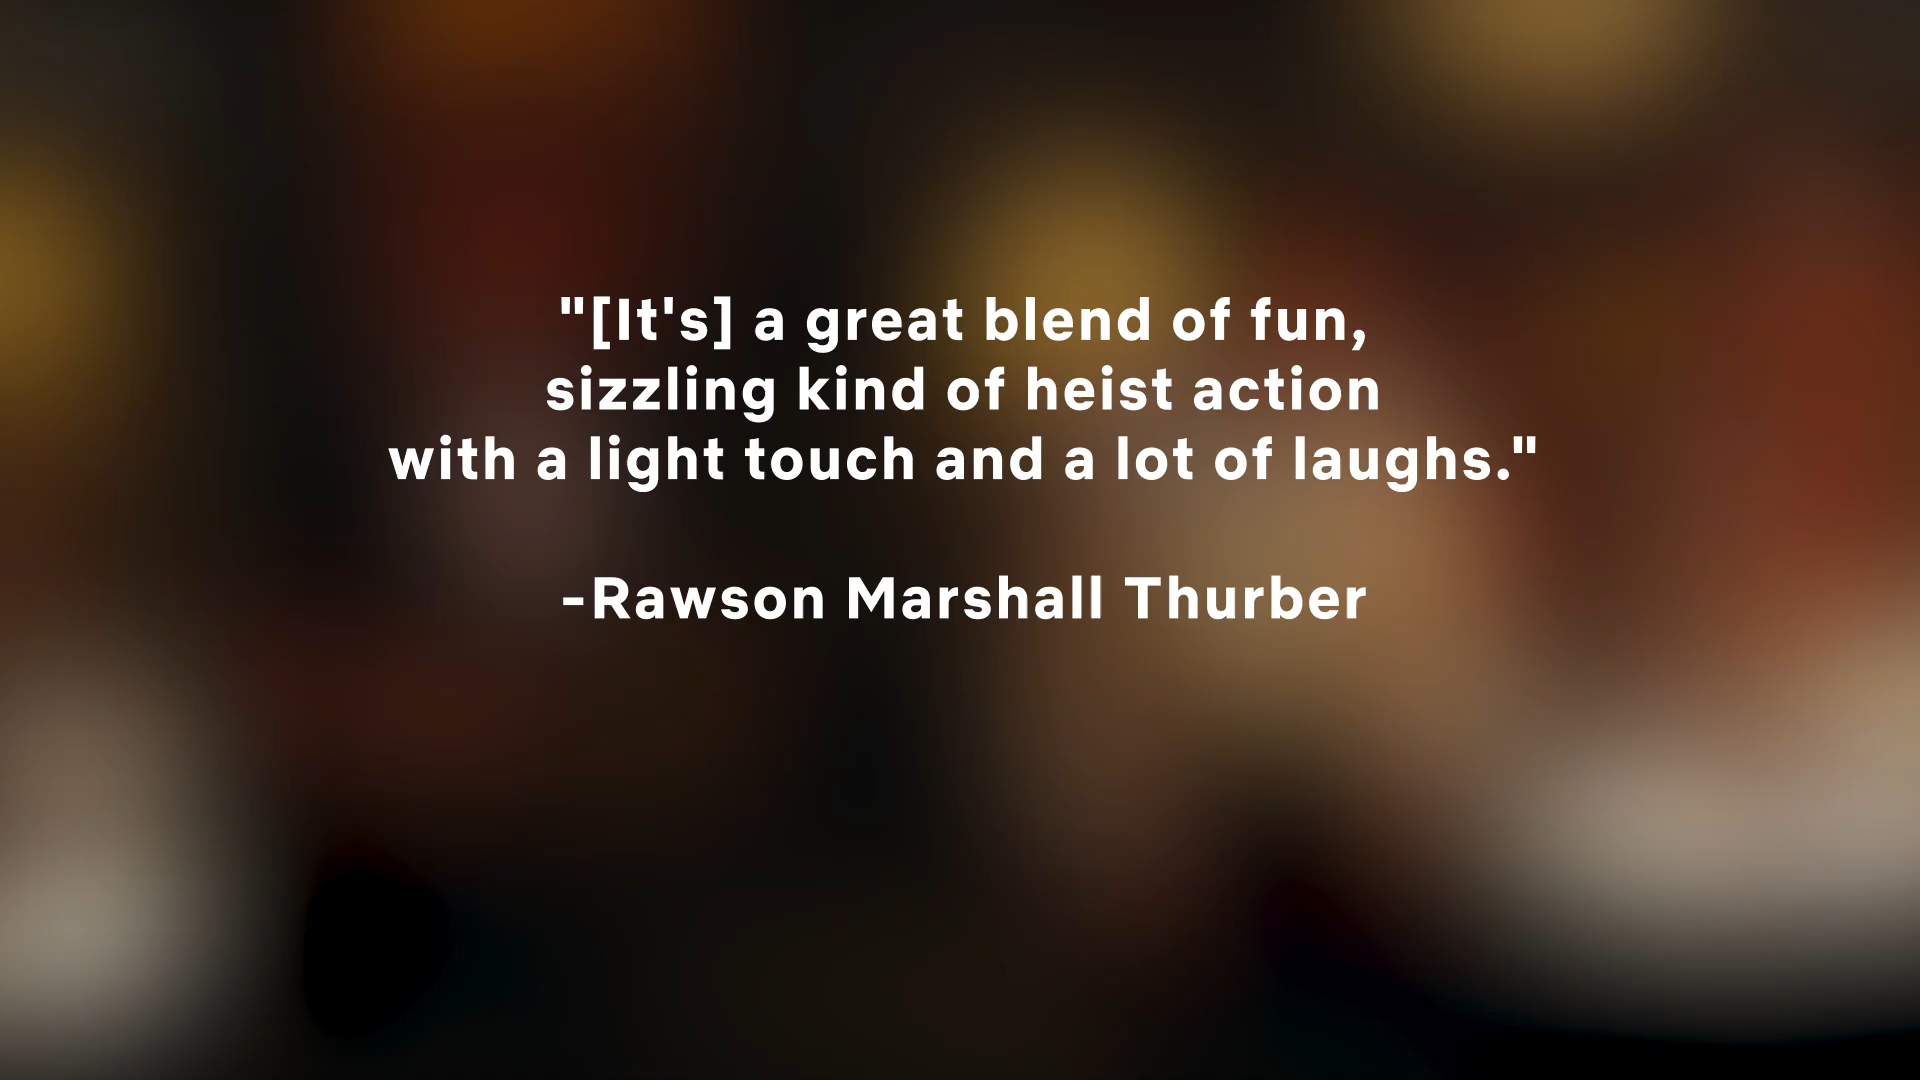 "[It's] a great blend of fun,
sizzling kind of heist action
with a light touch and a lot of laughs."
-Rawson Marshall Thurber